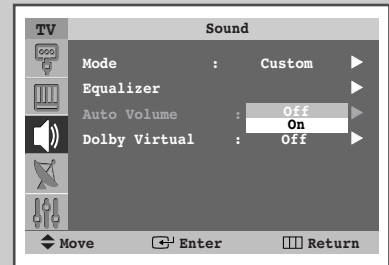 TV Sound
Mode : Custom
Equalizer
Auto Volume : Off
On
Dolby Virtual : Off
Move Enter Return